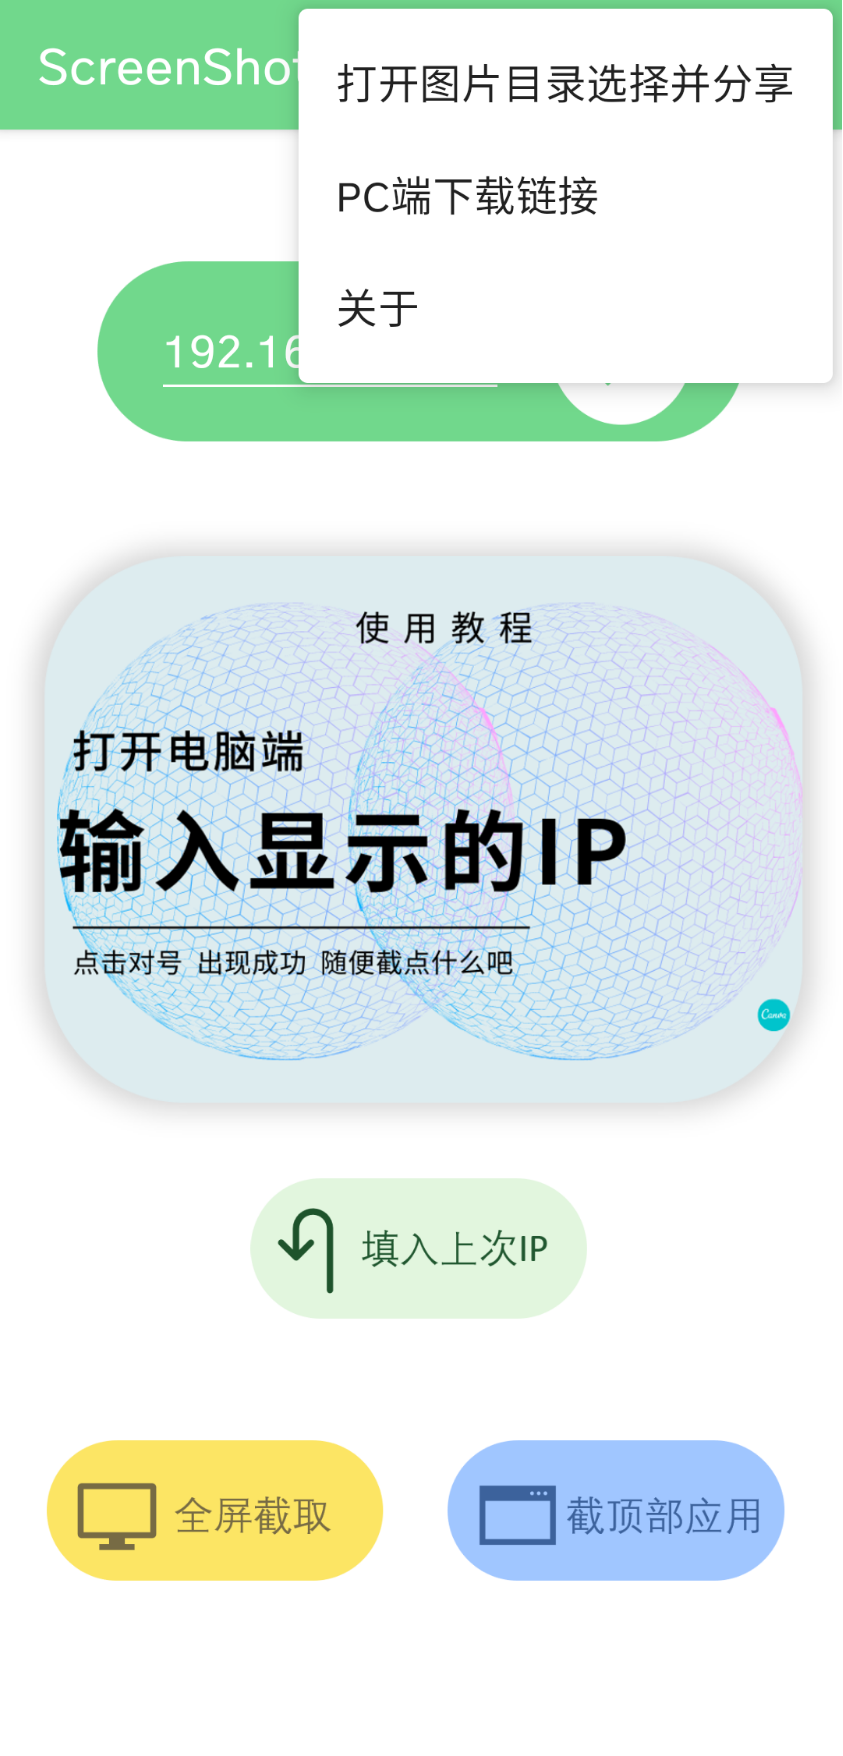 ScreenShot
打开图片目录选择并分享
PC端下载链接
关于
192.16
使用教程
打开电脑端
输入显示的IP
点击对号 出现成功 随便截点什么吧
Canva
填入上次IP
全屏截取
截顶部应用